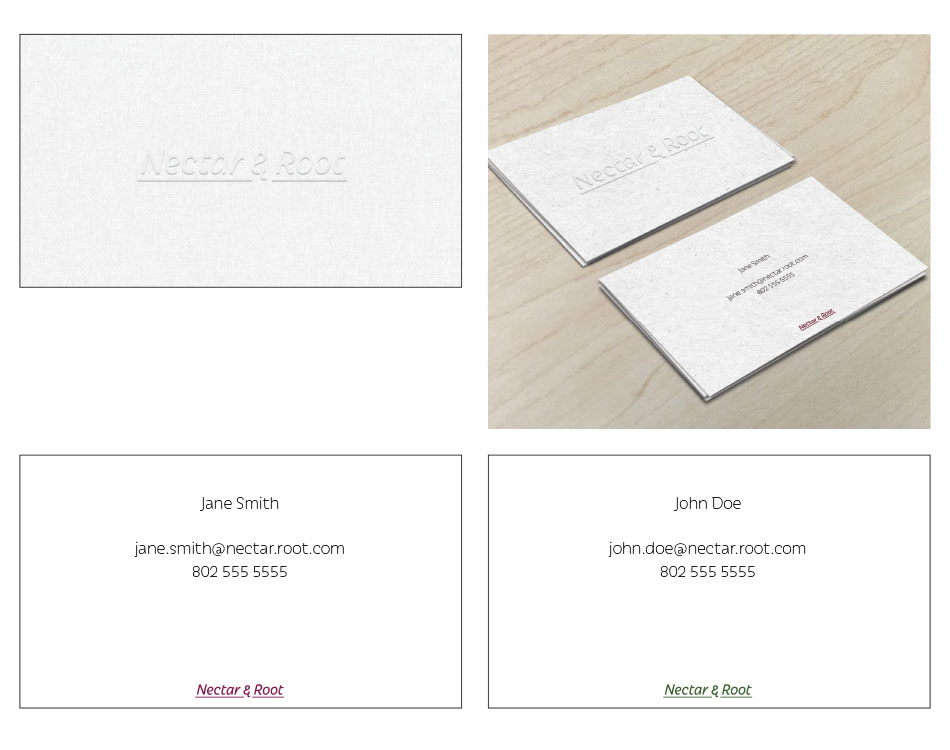 Nectar & Root
Nectar & Root
Jane Smith
jane.smith@nectar.root.com
802 555 5555
Nectar & Root
Jane Smith
jane.smith@nectar.root.com
802 555 5555
Nectar & Root
John Doe
john.doe@nectar.root.com
802 555 5555
Nectar & Root